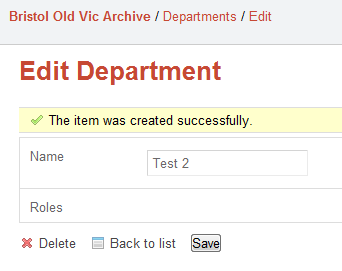 Bristol Old Vic Archive / Departments / Edit
Edit Department
The item was created successfully.
Name Test 2
Roles
Delete Back to list Save